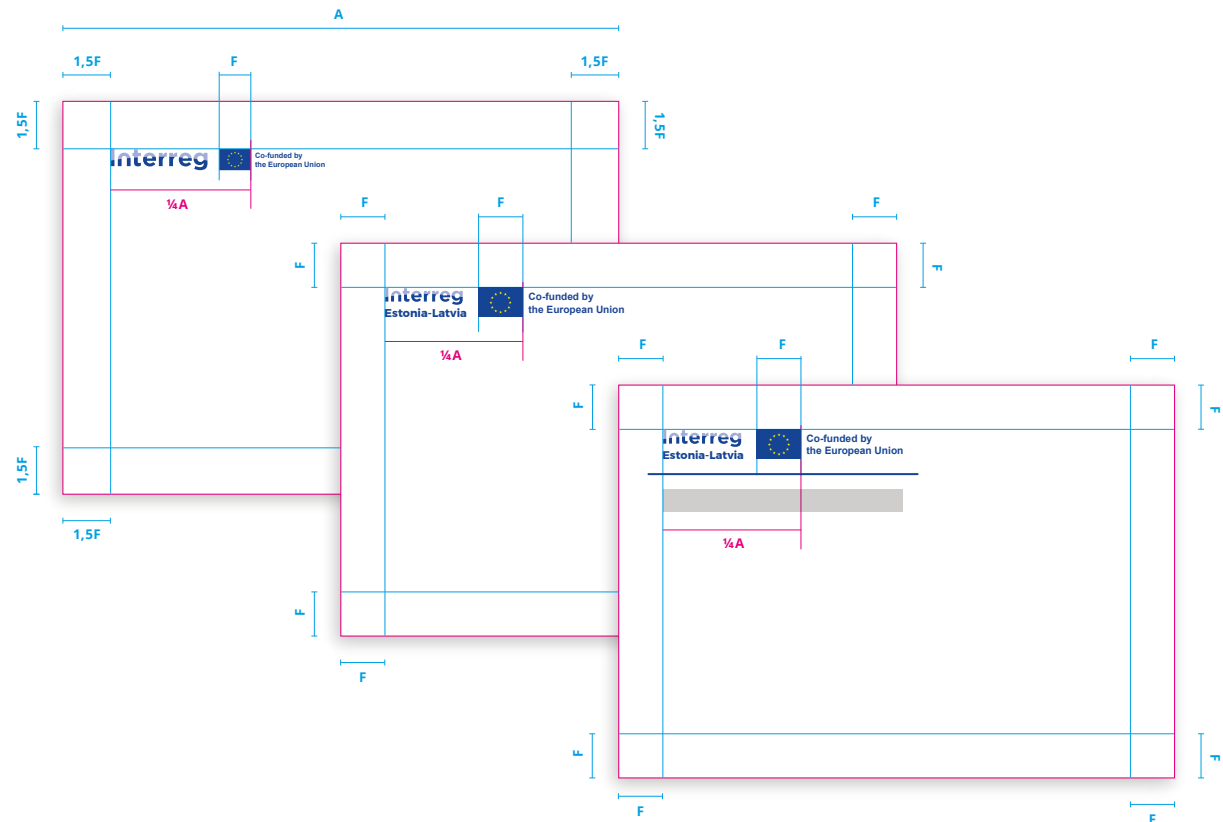 A
1,5F
F
1,5F
1,5F
1,5F
Interreg
Co-funded by
the European Union
¼A
1,5F
1,5F
F
F
F
F
F
Interreg
Estonia-Latvia
Co-funded by
the European Union
¼A
F
F
F
F
F
F
F
Interreg
Estonia-Latvia
Co-funded by
the European Union
¼A
F
F
F
F